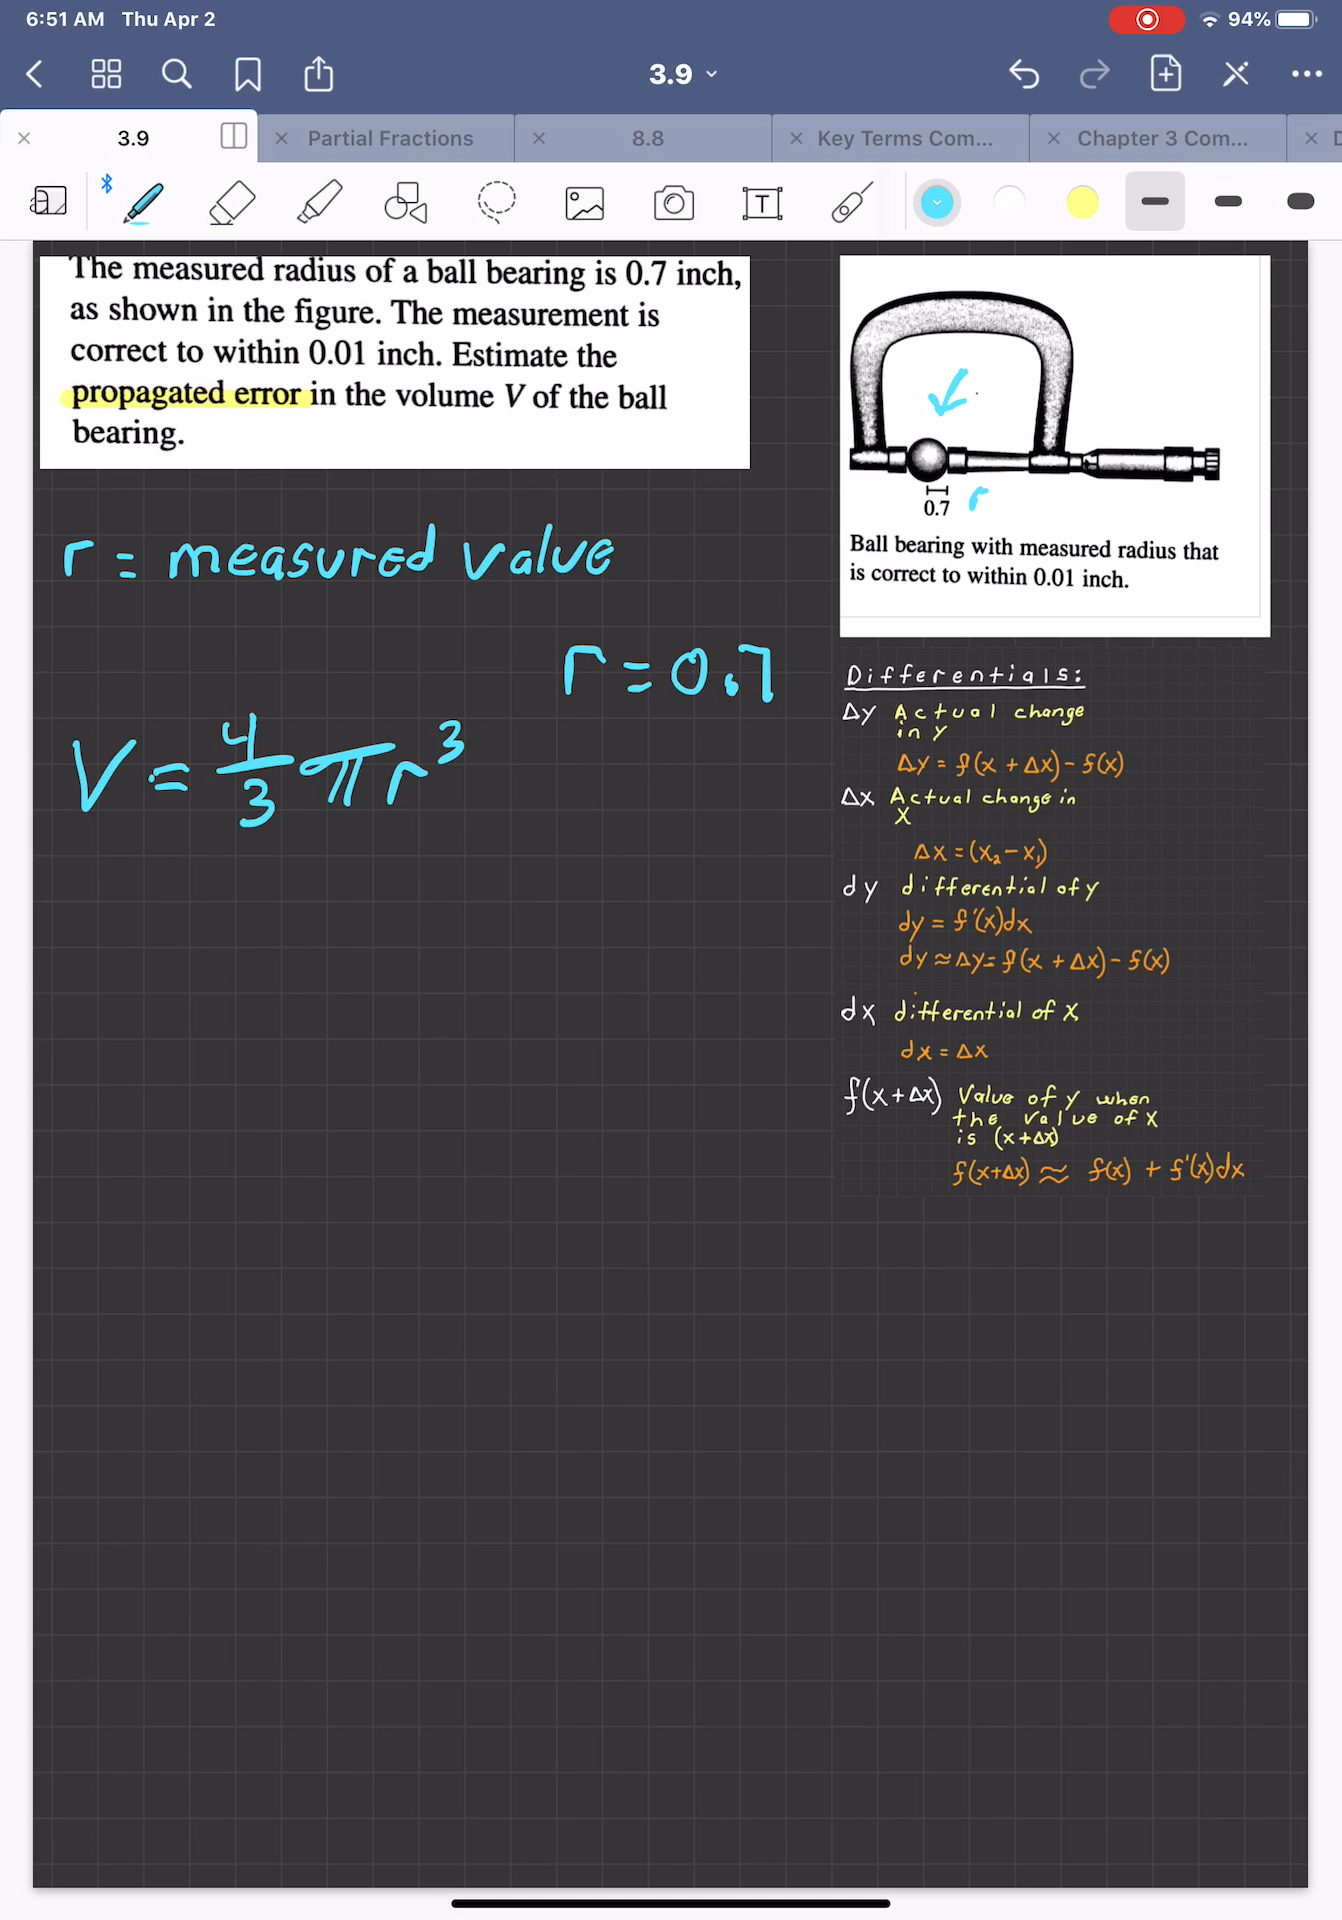 6:51 AM Thu Apr 2
94%
3.9
3.9
Partial Fractions
8.8
Key Terms Com...
Chapter 3 Com...
The measured radius of a ball bearing is 0.7 inch,
as shown in the figure. The measurement is
correct to within 0.01 inch. Estimate the
propagated error in the volume V of the ball
bearing.
0.7 r
Ball bearing with measured radius that
is correct to within 0.01 inch.
r = measured value
r = 0.7
V = 4/3 πr³
Differentials:
Δy Actual change
in y
Δy = f(x + Δx) - f(x)
Δx Actual change in
x
Δx = (x₂ - x₁)
dy differential of y
dy = f'(x)dx
dy ≈ Δy = f(x + Δx) - f(x)
dx differential of x
dx = Δx
f(x+Δx) Value of y when
the value of x
is (x+Δx)
f(x+Δx) ≈ f(x) + f'(x)dx